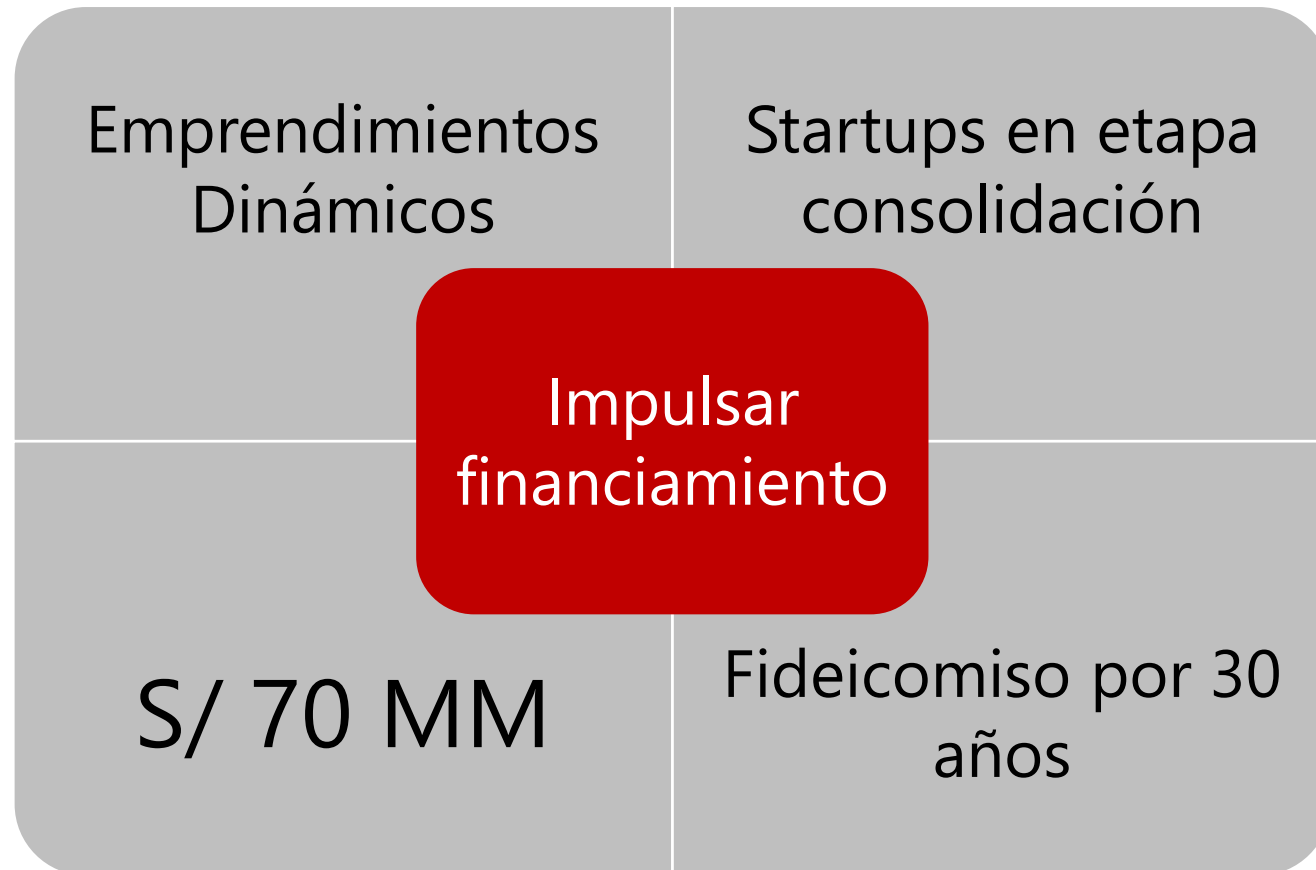 Emprendimientos
Dinámicos
Startups en etapa
consolidación
Impulsar
financiamiento
S/ 70 MM
Fideicomiso por 30
años